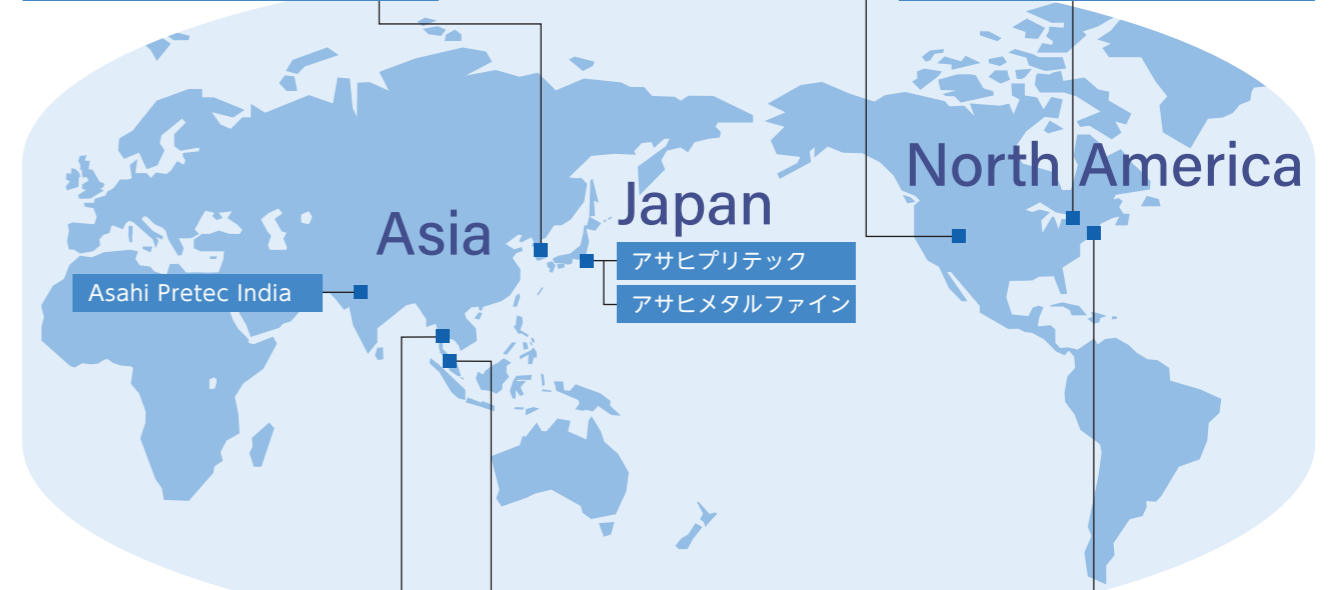 North America
Japan
Asia
アサヒプリテック
Asahi Pretec India
アサヒメタルファイン